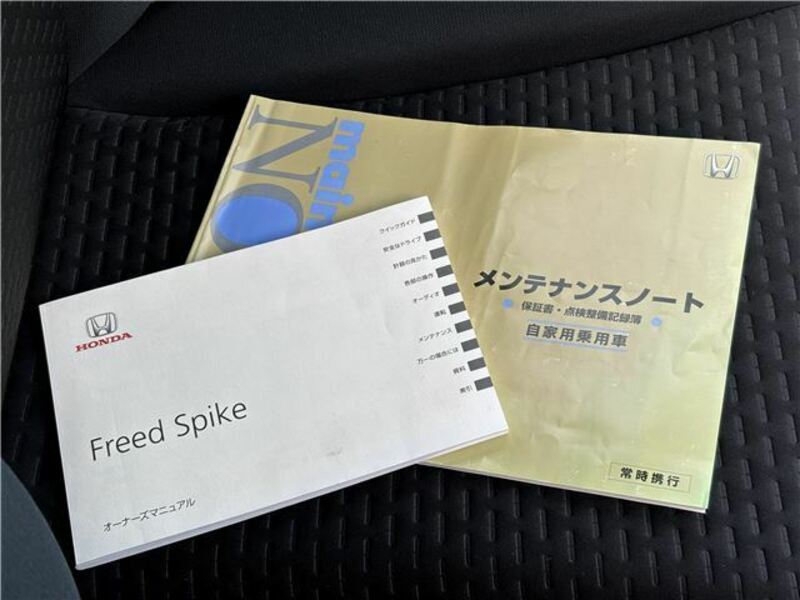 HONDA
Freed Spike
オーナーズマニュアル
クイックガイド
安全なドライブ
計器の見かた
各部の操作
オーディオ
運転
メンテナンス
万一の場合には
資料
索引
メンテナンスノート
保証書・点検整備記録簿
自家用乗用車
常時携行